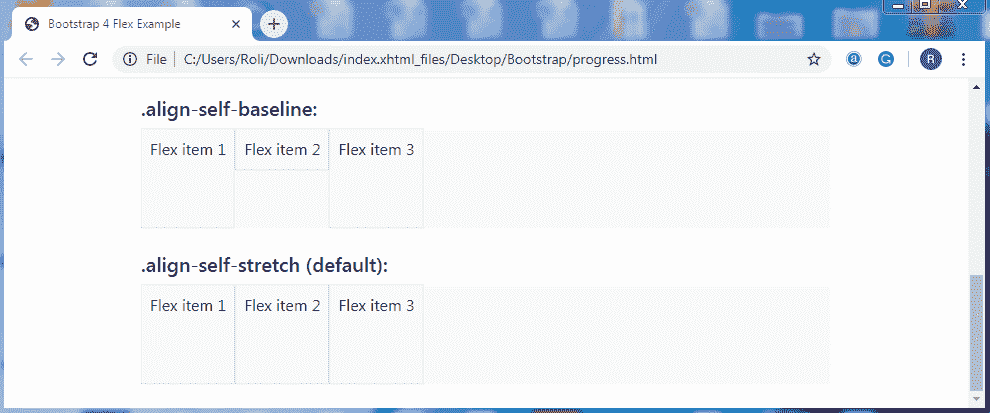 Bootstrap 4 Flex Example
File C:/Users/Roli/Downloads/index.xhtml_files/Desktop/Bootstrap/progress.html
a G R
.align-self-baseline:
Flex item 1 Flex item 2 Flex item 3
.align-self-stretch (default):
Flex item 1 Flex item 2 Flex item 3